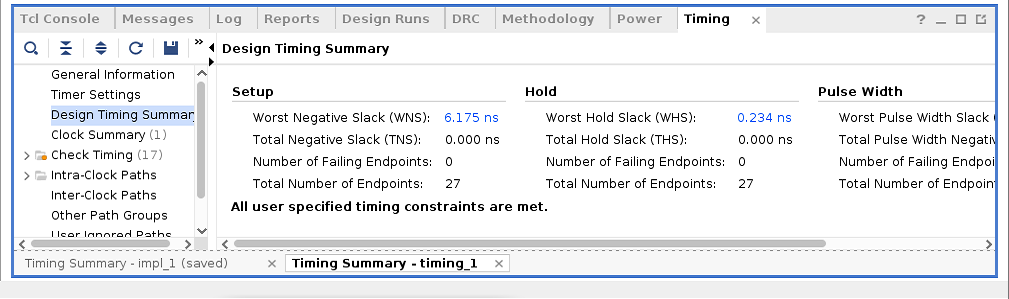 Tcl Console Messages Log Reports Design Runs DRC Methodology Power Timing × ?
» Design Timing Summary
General Information
Timer Settings
Design Timing Summar
Clock Summary (1)
Check Timing (17)
Intra-Clock Paths
Inter-Clock Paths
Other Path Groups
User Ignored Paths
Setup Hold Pulse Width
Worst Negative Slack (WNS): 6.175 ns Worst Hold Slack (WHS): 0.234 ns Worst Pulse Width Slack (
Total Negative Slack (TNS): 0.000 ns Total Hold Slack (THS): 0.000 ns Total Pulse Width Negativ
Number of Failing Endpoints: 0 Number of Failing Endpoints: 0 Number of Failing Endpoi
Total Number of Endpoints: 27 Total Number of Endpoints: 27 Total Number of Endpoin
All user specified timing constraints are met.
Timing Summary - impl_1 (saved) × Timing Summary - timing_1 ×